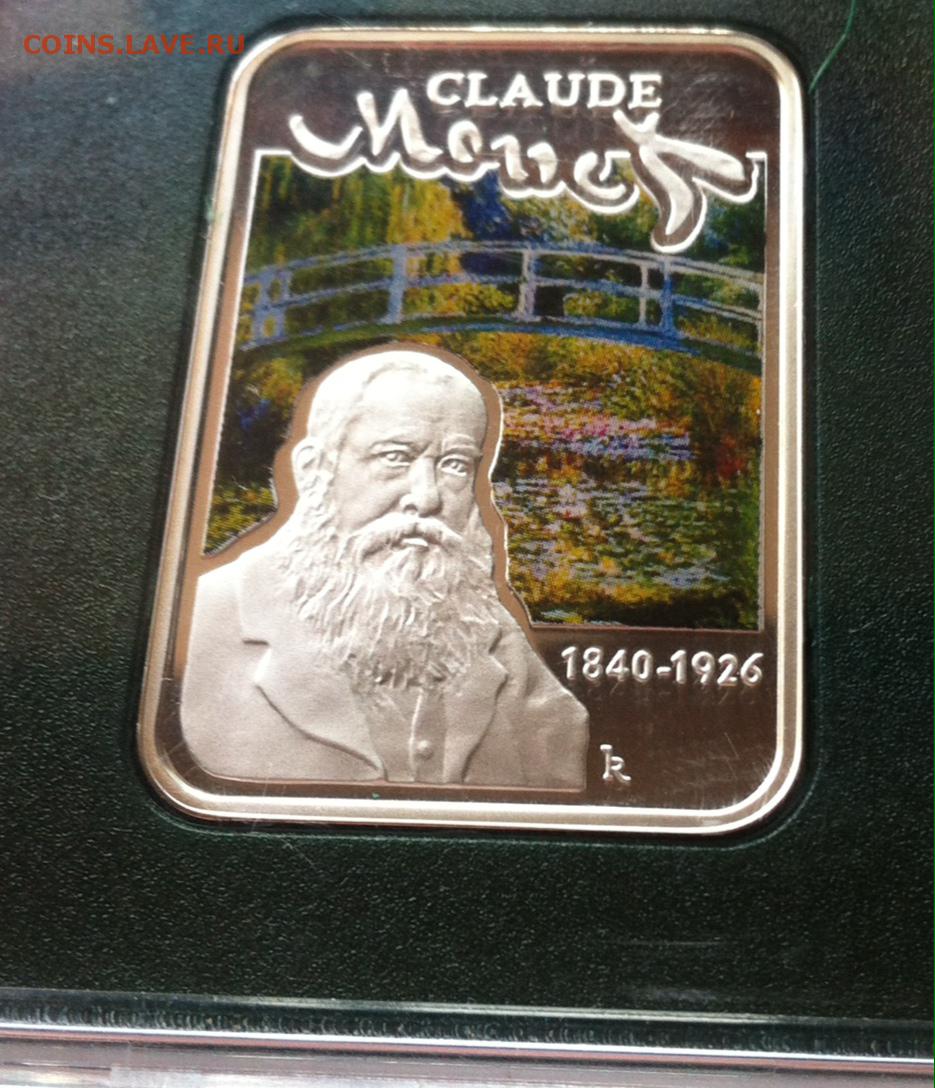 COINS.LAVE.RU
CLAUDE
Monet
1840-1926
k